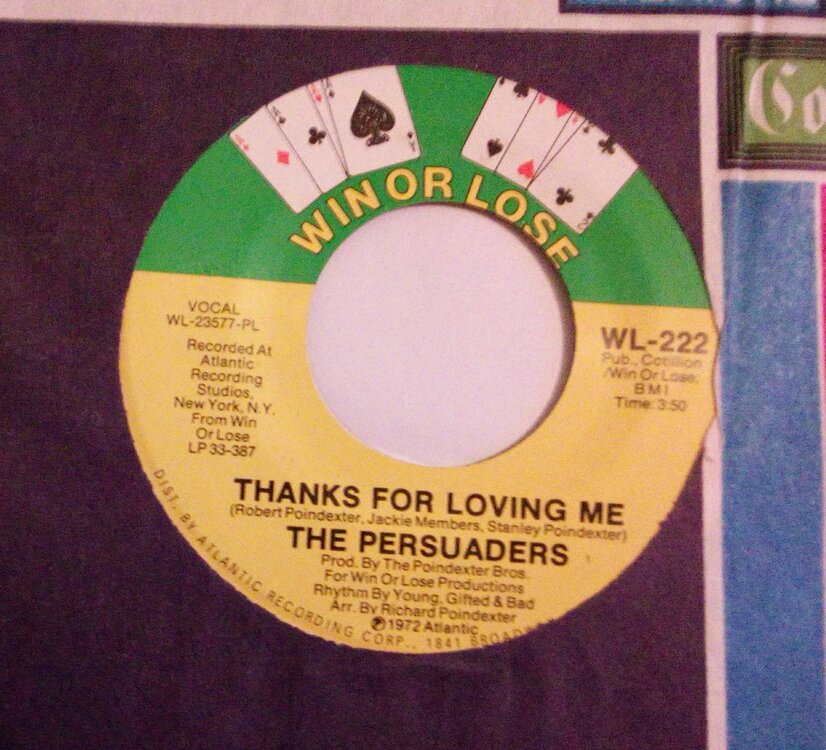 Co
WIN OR LOSE
VOCAL
WL-23577-PL
Recorded At
Atlantic
Recording
Studios,
New York, N.Y.
From Win
Or Lose
LP 33-387
WL-222
Pub., Cotillion
/Win Or Lose;
BMI
Time: 3:50
THANKS FOR LOVING ME
(Robert Poindexter, Jackie Members, Stanley Poindexter)
THE PERSUADERS
Prod. By The Poindexter Bros.
For Win Or Lose Productions
Rhythm By Young, Gifted & Bad
Arr. By Richard Poindexter
℗1972 Atlantic
DIST. BY ATLANTIC RECORDING CORP., 1841